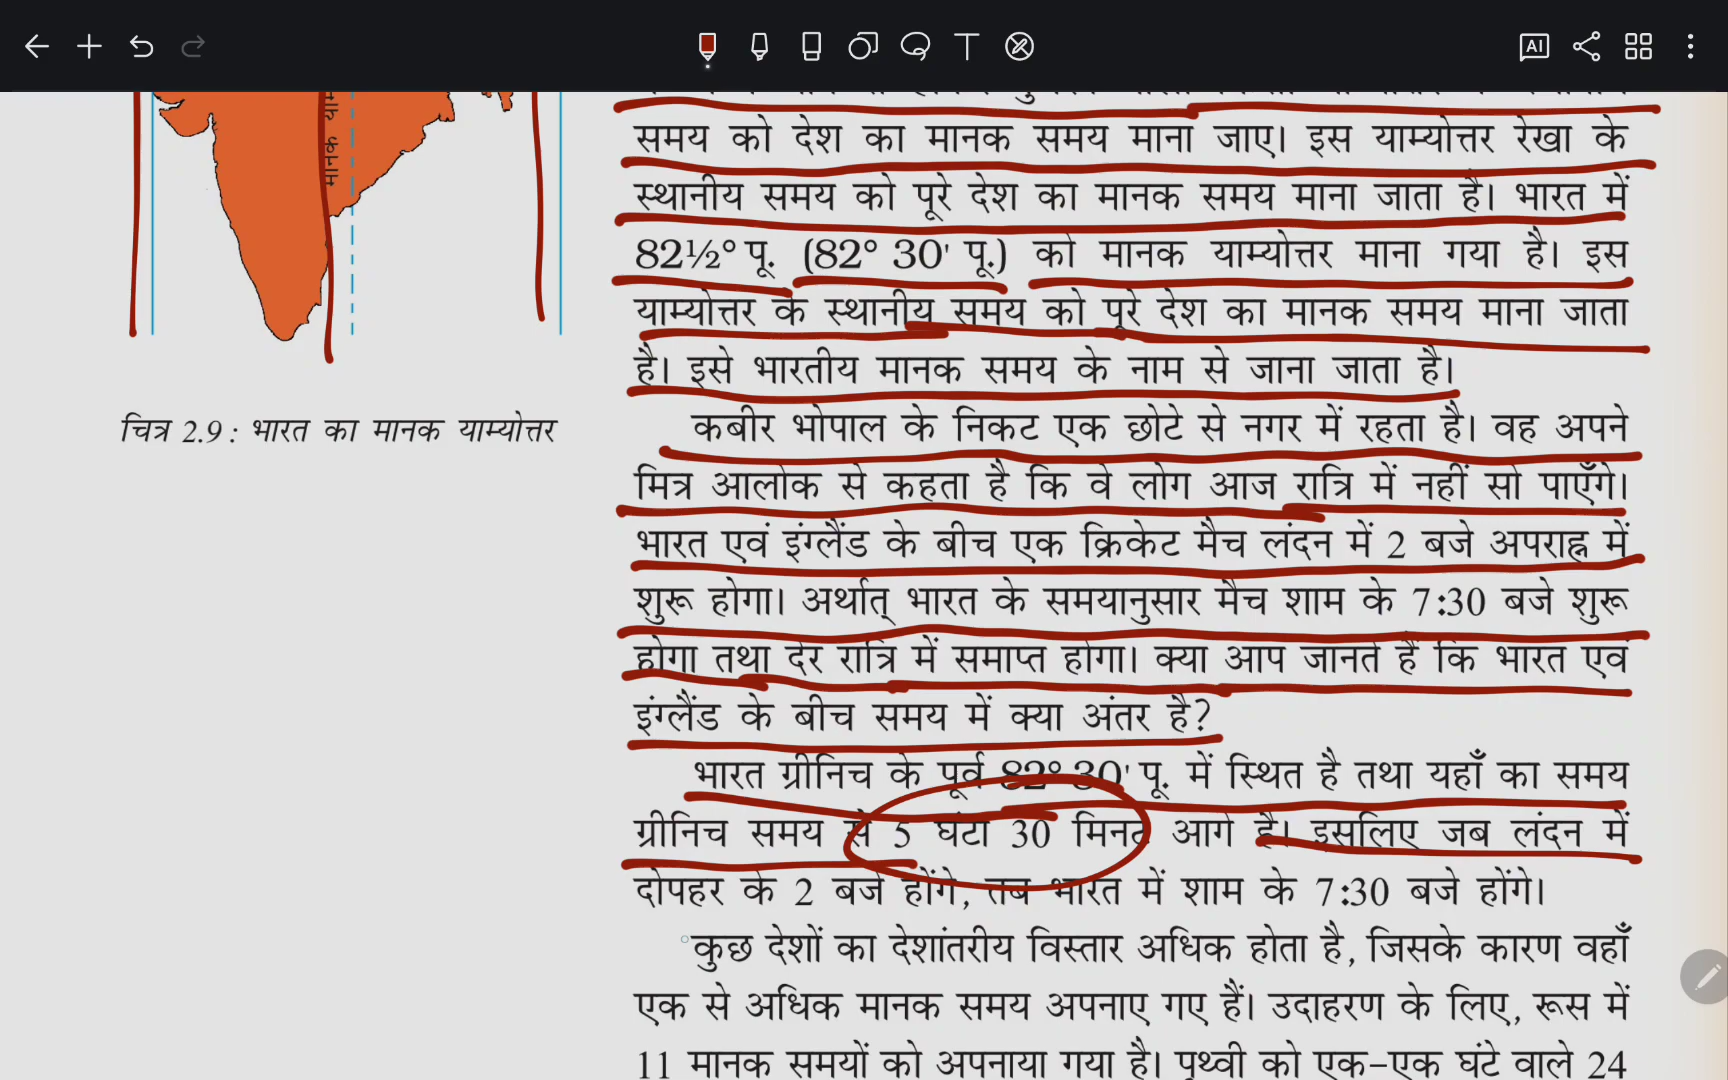 AI
T
मानक
समय को देश का मानक समय माना जाए। इस याम्योत्तर रेखा के
स्थानीय समय को पूरे देश का मानक समय माना जाता है। भारत में
82½° पू. (82° 30' पू.) को मानक याम्योत्तर माना गया है। इस
याम्योत्तर के स्थानीय समय को पूरे देश का मानक समय माना जाता
है। इसे भारतीय मानक समय के नाम से जाना जाता है।
चित्र 2.9 : भारत का मानक याम्योत्तर
कबीर भोपाल के निकट एक छोटे से नगर में रहता है। वह अपने
मित्र आलोक से कहता है कि वे लोग आज रात्रि में नहीं सो पाएँगे।
भारत एवं इंग्लैंड के बीच एक क्रिकेट मैच लंदन में 2 बजे अपराह्न में
शुरू होगा। अर्थात् भारत के समयानुसार मैच शाम के 7:30 बजे शुरू
होगा तथा देर रात्रि में समाप्त होगा। क्या आप जानते हैं कि भारत एवं
इंग्लैंड के बीच समय में क्या अंतर है?
भारत ग्रीनिच के पूर्व 82° 30' पू. में स्थित है तथा यहाँ का समय
ग्रीनिच समय से 5 घंटा 30 मिनट आगे है। इसलिए जब लंदन में
दोपहर के 2 बजे होंगे, तब भारत में शाम के 7:30 बजे होंगे।
कुछ देशों का देशांतरीय विस्तार अधिक होता है, जिसके कारण वहाँ
एक से अधिक मानक समय अपनाए गए हैं। उदाहरण के लिए, रूस में
11 मानक समयों को अपनाया गया है। पृथ्वी को एक-एक घंटे वाले 24